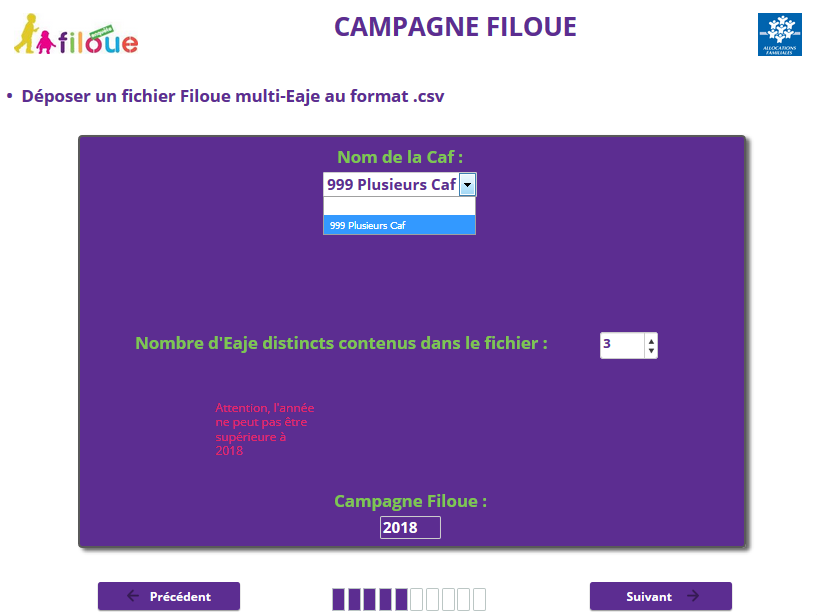 enquête
filoue
CAMPAGNE FILOUE
ALLOCATIONS
FAMILIALES
• Déposer un fichier Filoue multi-Eaje au format .csv
Nom de la Caf :
999 Plusieurs Caf
999 Plusieurs Caf
Nombre d'Eaje distincts contenus dans le fichier :
3
Attention, l'année
ne peut pas être
supérieure à
2018
Campagne Filoue :
2018
Précédent
Suivant